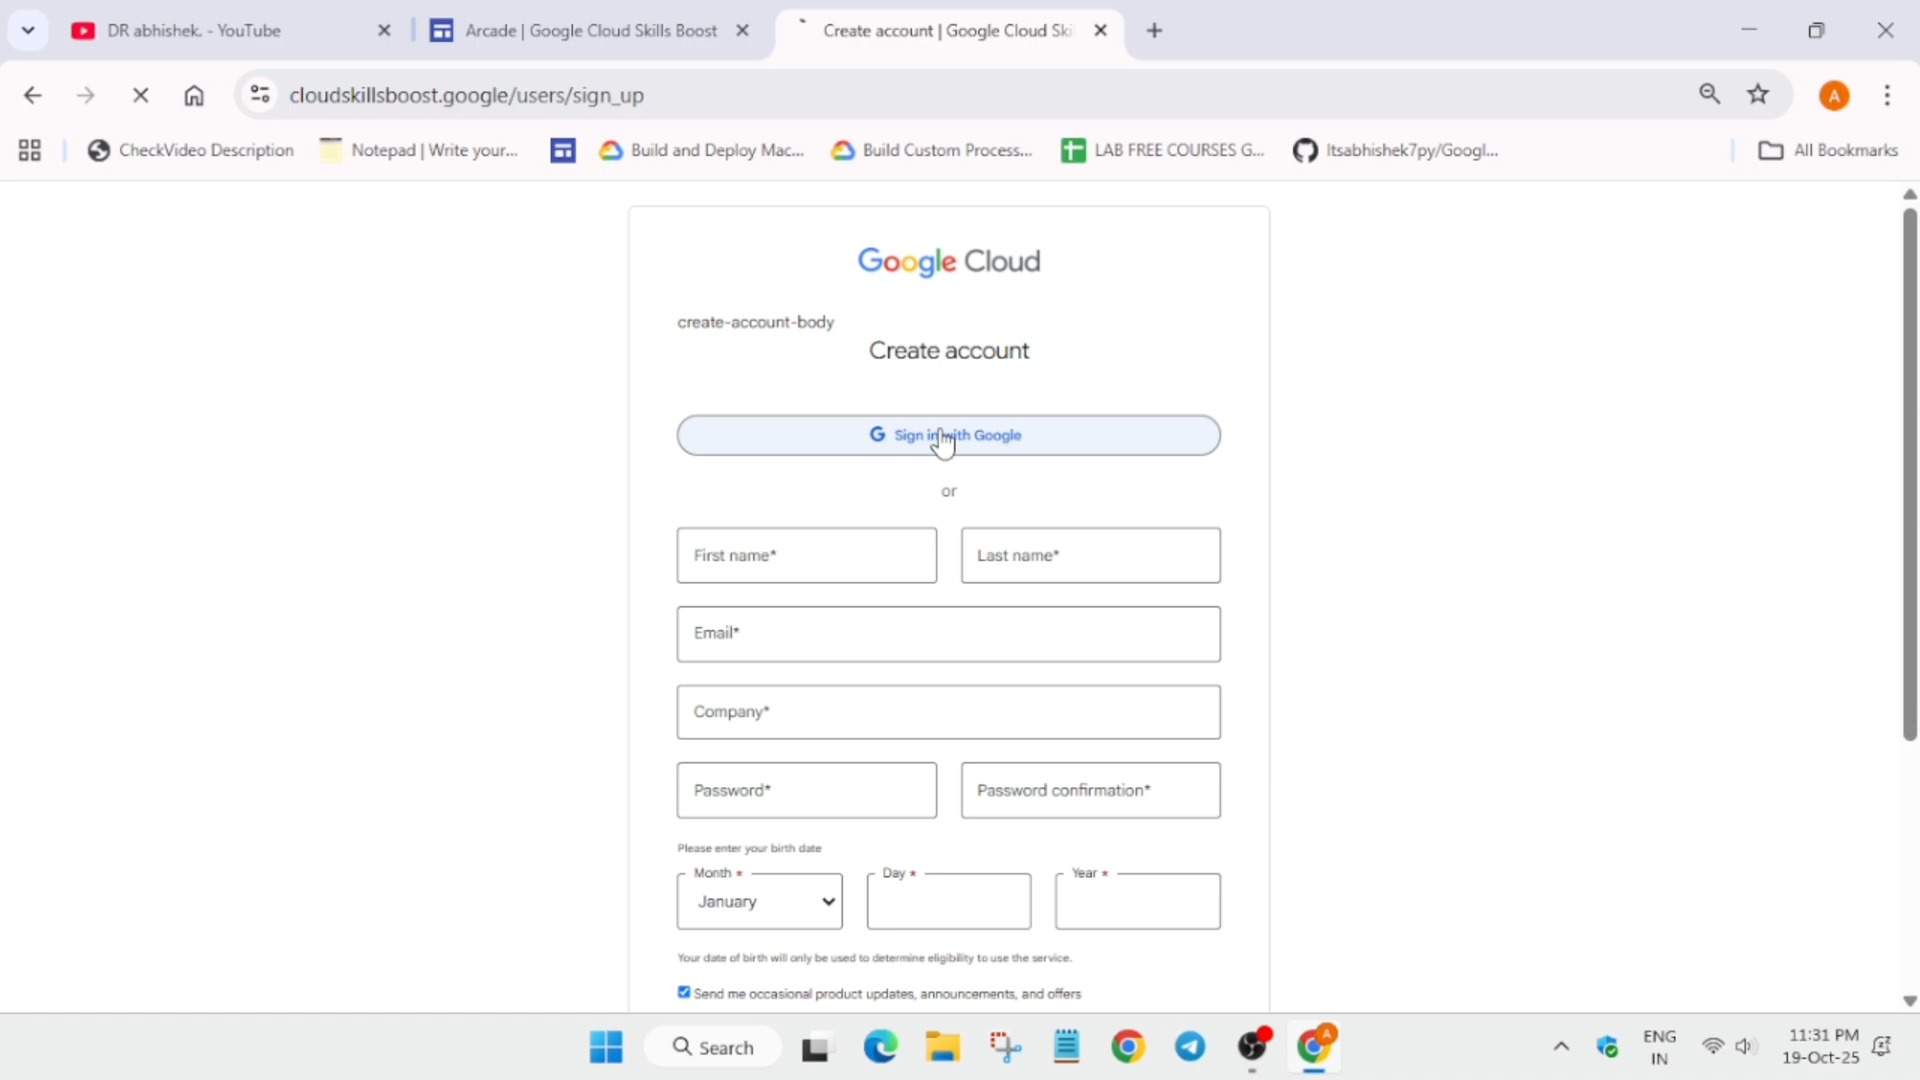 DR abhishek. - YouTube
Arcade | Google Cloud Skills Boost
Create account | Google Cloud Ski
cloudskillsboost.google/users/sign_up
A
CheckVideo Description
Notepad | Write your...
Build and Deploy Mac...
Build Custom Process...
LAB FREE COURSES G...
Itsabhishek7py/Googl...
All Bookmarks
Google Cloud
create-account-body
Create account
G Sign in with Google
or
First name*
Last name*
Email*
Company*
Password*
Password confirmation*
Please enter your birth date
Month *
Day *
Year *
January
Your date of birth will only be used to determine eligibility to use the service.
Send me occasional product updates, announcements, and offers
Search
A
ENG
IN
11:31 PM
19-Oct-25